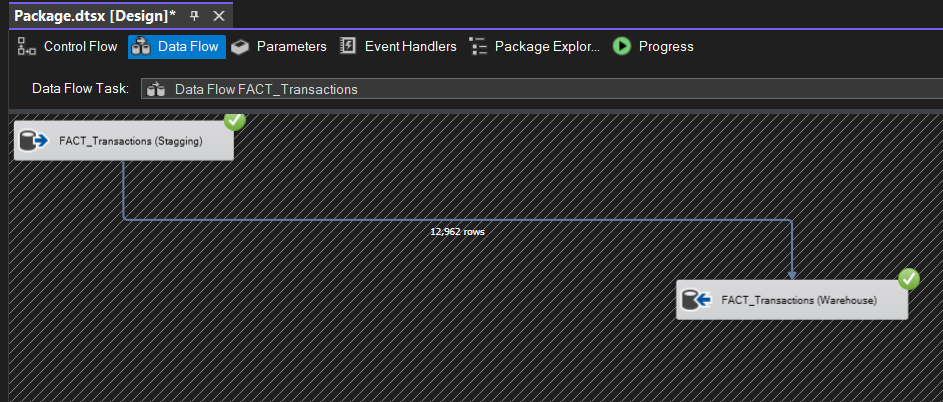 Package.dtsx [Design]*
Control Flow Data Flow Parameters Event Handlers Package Explor... Progress
Data Flow Task: Data Flow FACT_Transactions
FACT_Transactions (Stagging)
12,962 rows
FACT_Transactions (Warehouse)